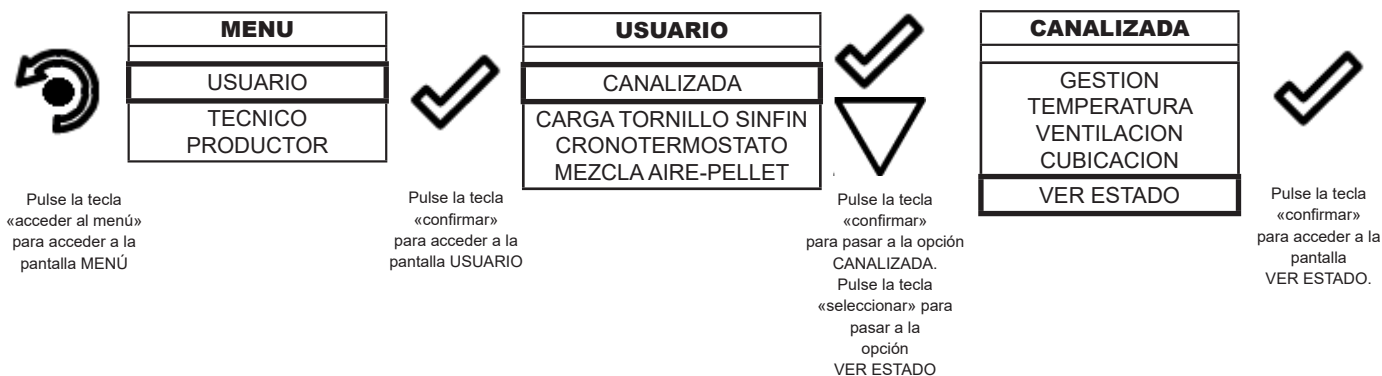 MENU
USUARIO
TECNICO
PRODUCTOR
Pulse la tecla
«acceder al menú»
para acceder a la
pantalla MENÚ
Pulse la tecla
«confirmar»
para acceder a la
pantalla USUARIO
USUARIO
CANALIZADA
CARGA TORNILLO SINFIN
CRONOTERMOSTATO
MEZCLA AIRE-PELLET
Pulse la tecla
«confirmar»
para pasar a la opción
CANALIZADA.
Pulse la tecla
«seleccionar» para
pasar a la
opción
VER ESTADO
CANALIZADA
GESTION
TEMPERATURA
VENTILACION
CUBICACION
VER ESTADO
Pulse la tecla
«confirmar»
para acceder a la
pantalla
VER ESTADO.